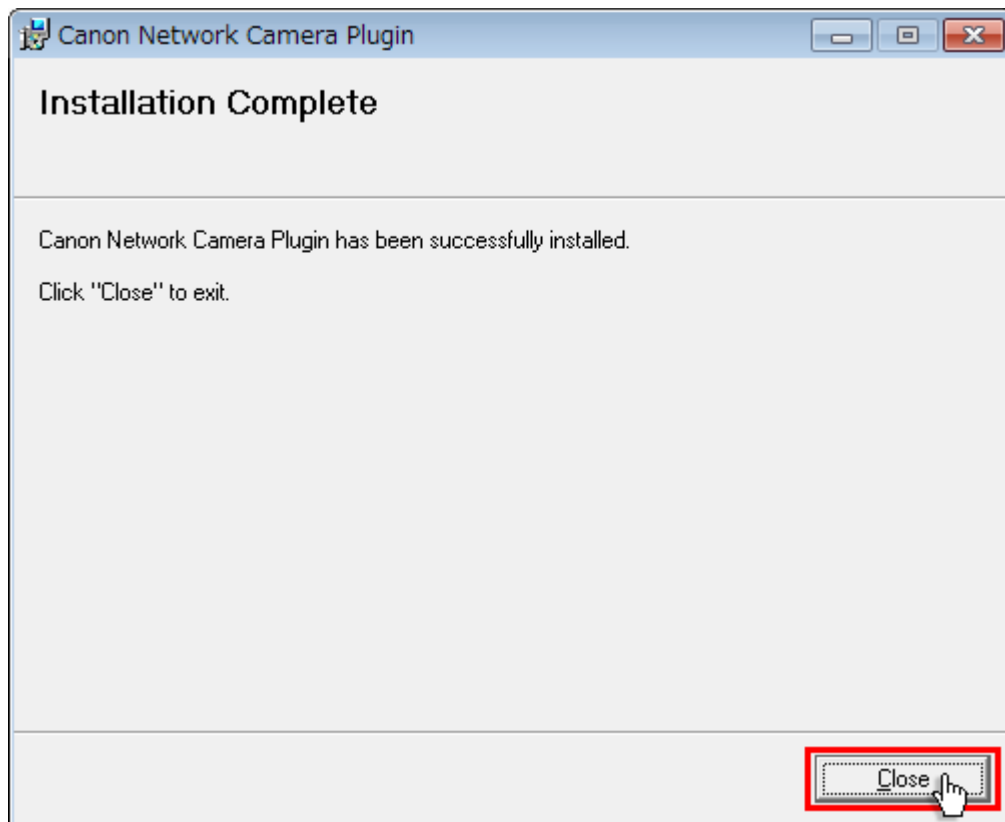 Canon Network Camera Plugin
Installation Complete
Canon Network Camera Plugin has been successfully installed.
Click "Close" to exit.
Close